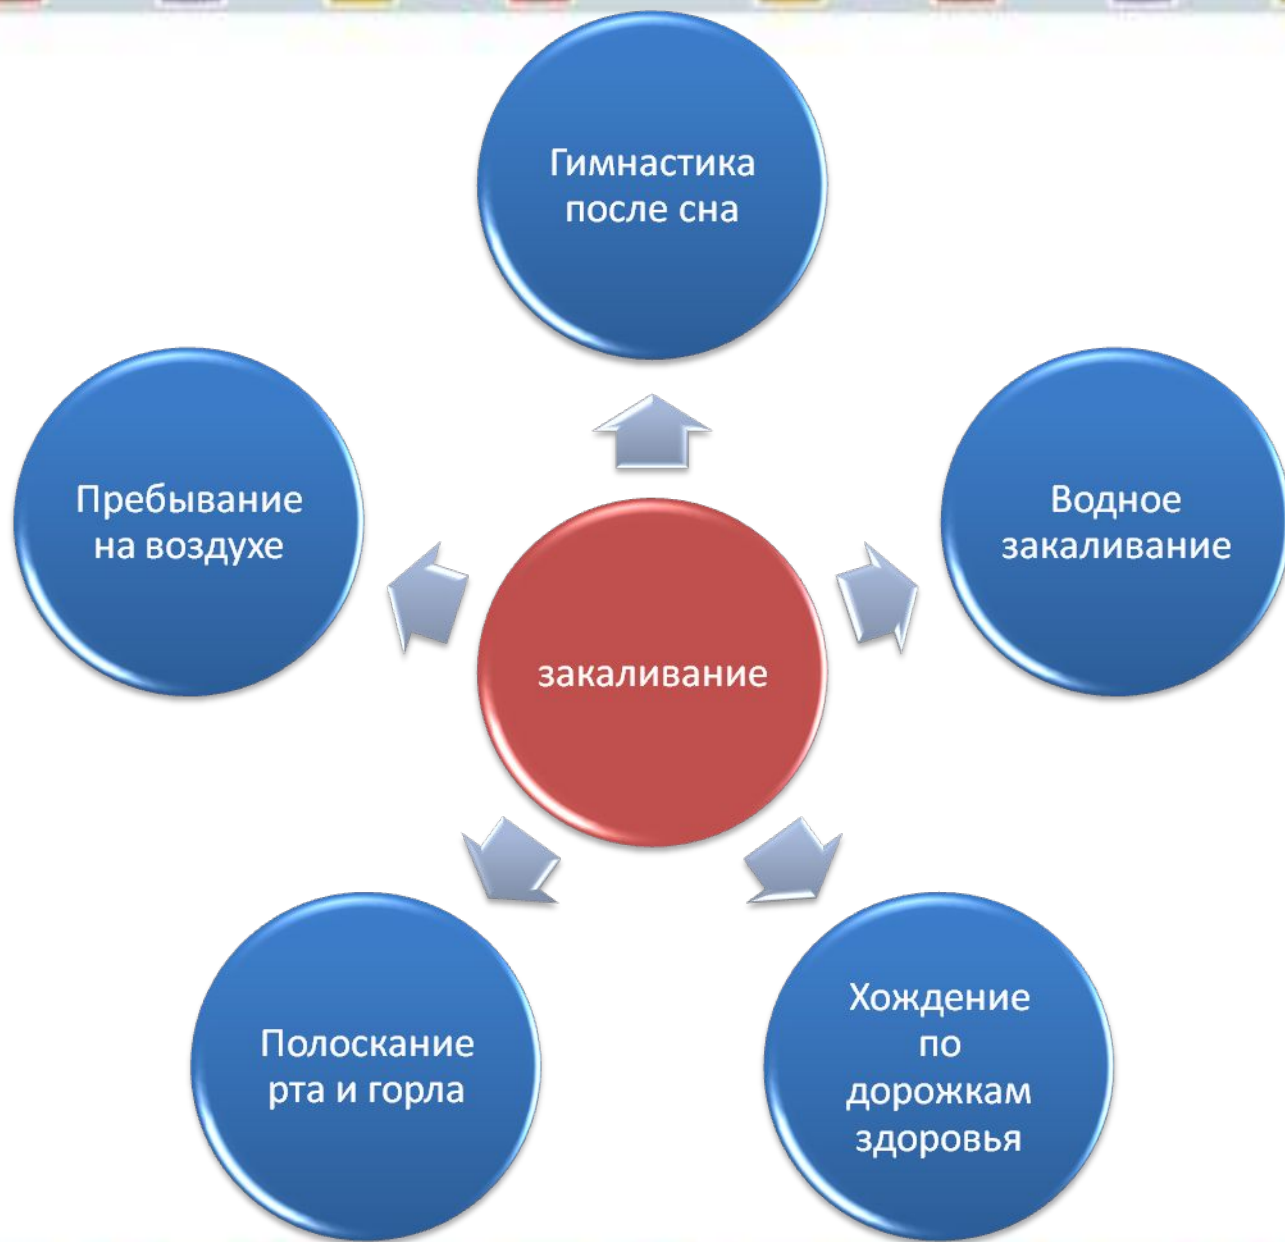 Гимнастика
после сна
Пребывание
на воздухе
Водное
закаливание
закаливание
Полоскание
рта и горла
Хождение
по
дорожкам
здоровья